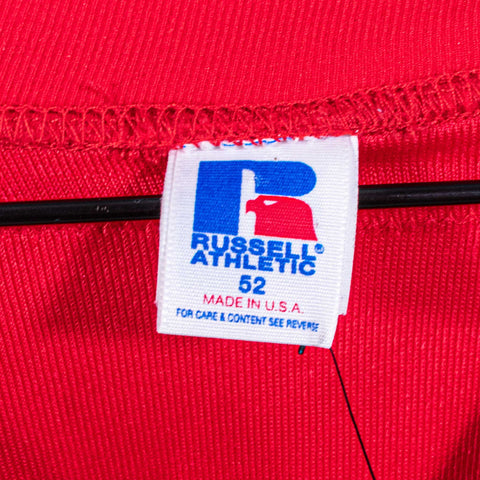 R
RUSSELL®
ATHLETIC
52
MADE IN U.S.A.
FOR CARE & CONTENT SEE REVERSE